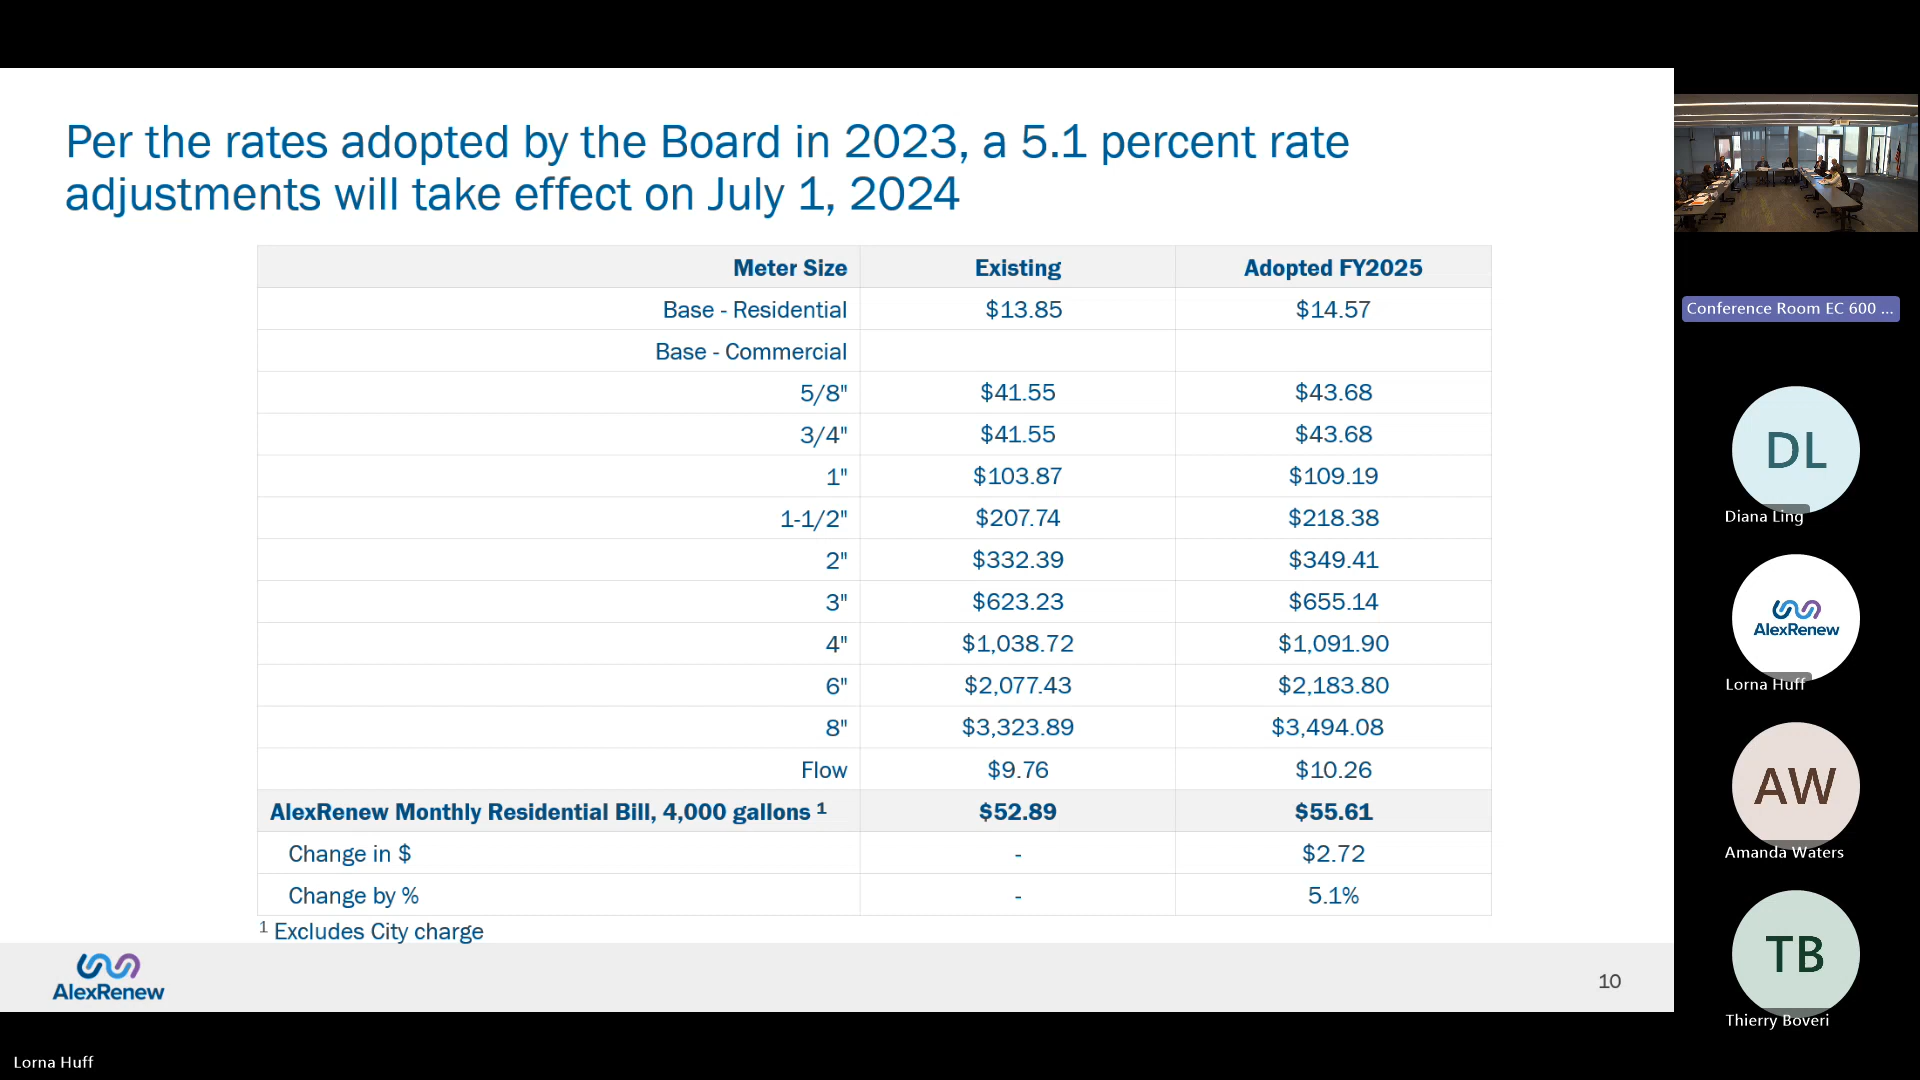 Per the rates adopted by the Board in 2023, a 5.1 percent rate
adjustments will take effect on July 1, 2024
Meter Size Existing Adopted FY2025
Base - Residential $13.85 $14.57
Base - Commercial
5/8" $41.55 $43.68
3/4" $41.55 $43.68
1" $103.87 $109.19
1-1/2" $207.74 $218.38
2" $332.39 $349.41
3" $623.23 $655.14
4" $1,038.72 $1,091.90
6" $2,077.43 $2,183.80
8" $3,323.89 $3,494.08
Flow $9.76 $10.26
AlexRenew Monthly Residential Bill, 4,000 gallons ¹ $52.89 $55.61
Change in $ - $2.72
Change by % - 5.1%
¹ Excludes City charge
AlexRenew
10
Conference Room EC 600 ...
DL
Diana Ling
AlexRenew
Lorna Huff
AW
Amanda Waters
TB
Thierry Boveri
Lorna Huff